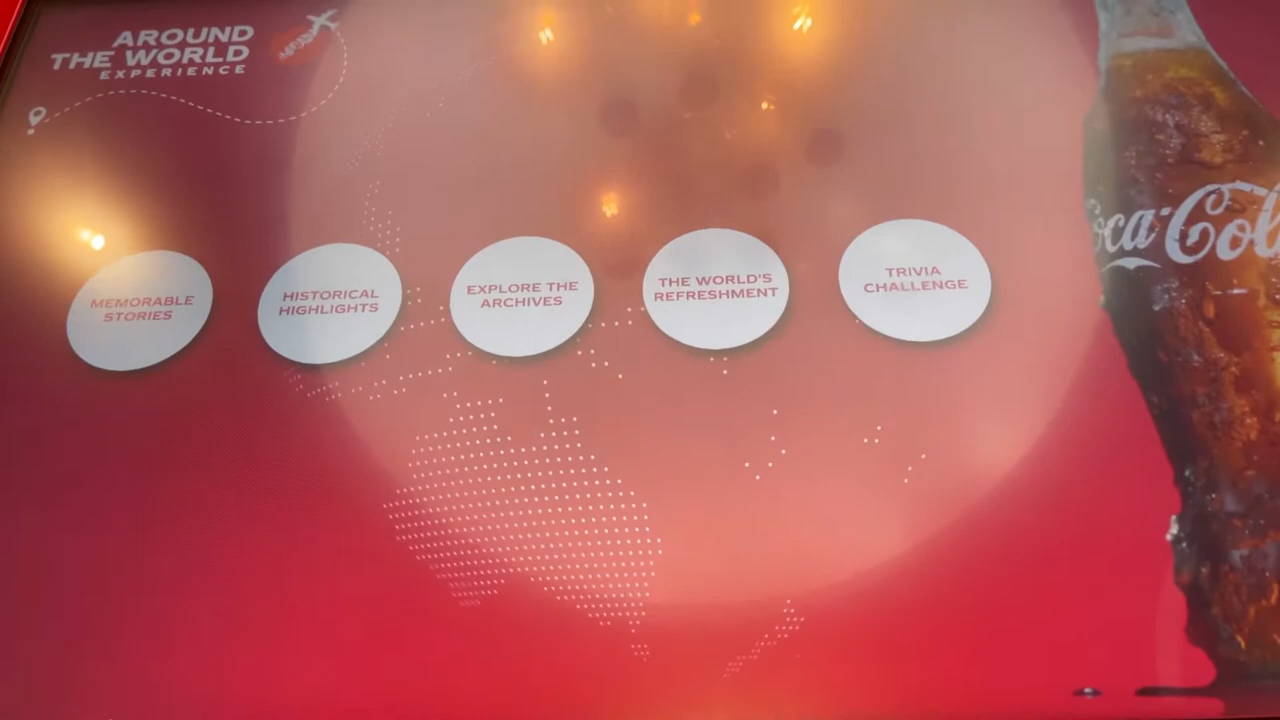 AROUND
THE WORLD
EXPERIENCE
MEMORABLE
STORIES
HISTORICAL
HIGHLIGHTS
EXPLORE THE
ARCHIVES
THE WORLD'S
REFRESHMENT
TRIVIA
CHALLENGE
Coca-Col